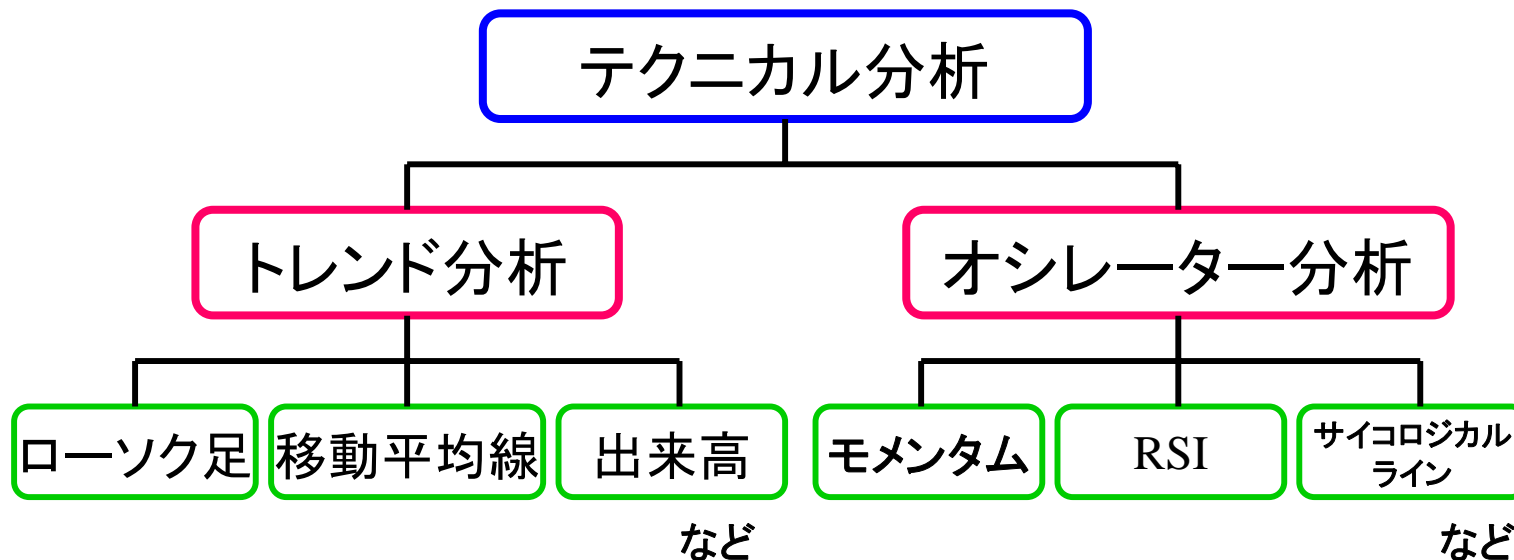 テクニカル分析
トレンド分析
オシレーター分析
ローソク足
移動平均線
出来高
モメンタム
RSI
サイコロジカル
ライン
など
など